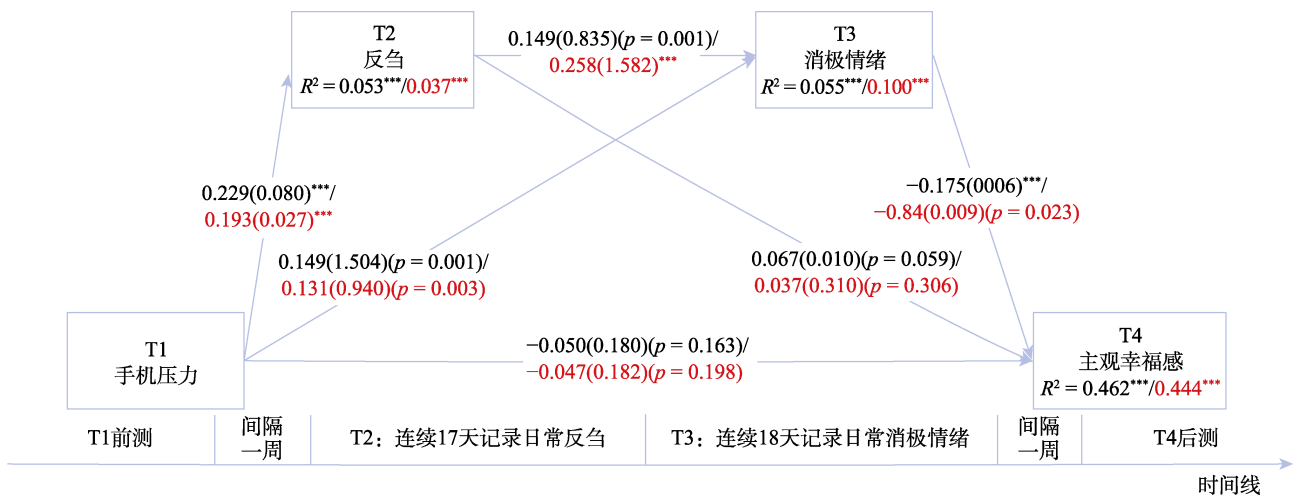 T2
反刍
R² = 0.053***/0.037***
0.149(0.835)(p = 0.001)/
0.258(1.582)***
T3
消极情绪
R² = 0.055***/0.100***
0.229(0.080)***/
0.193(0.027)***
−0.175(0006)***/
−0.84(0.009)(p = 0.023)
0.149(1.504)(p = 0.001)/
0.131(0.940)(p = 0.003)
0.067(0.010)(p = 0.059)/
0.037(0.310)(p = 0.306)
T1
手机压力
−0.050(0.180)(p = 0.163)/
−0.047(0.182)(p = 0.198)
T4
主观幸福感
R² = 0.462***/0.444***
T1前测
间隔
一周
T2：连续17天记录日常反刍
T3：连续18天记录日常消极情绪
间隔
一周
T4后测
时间线